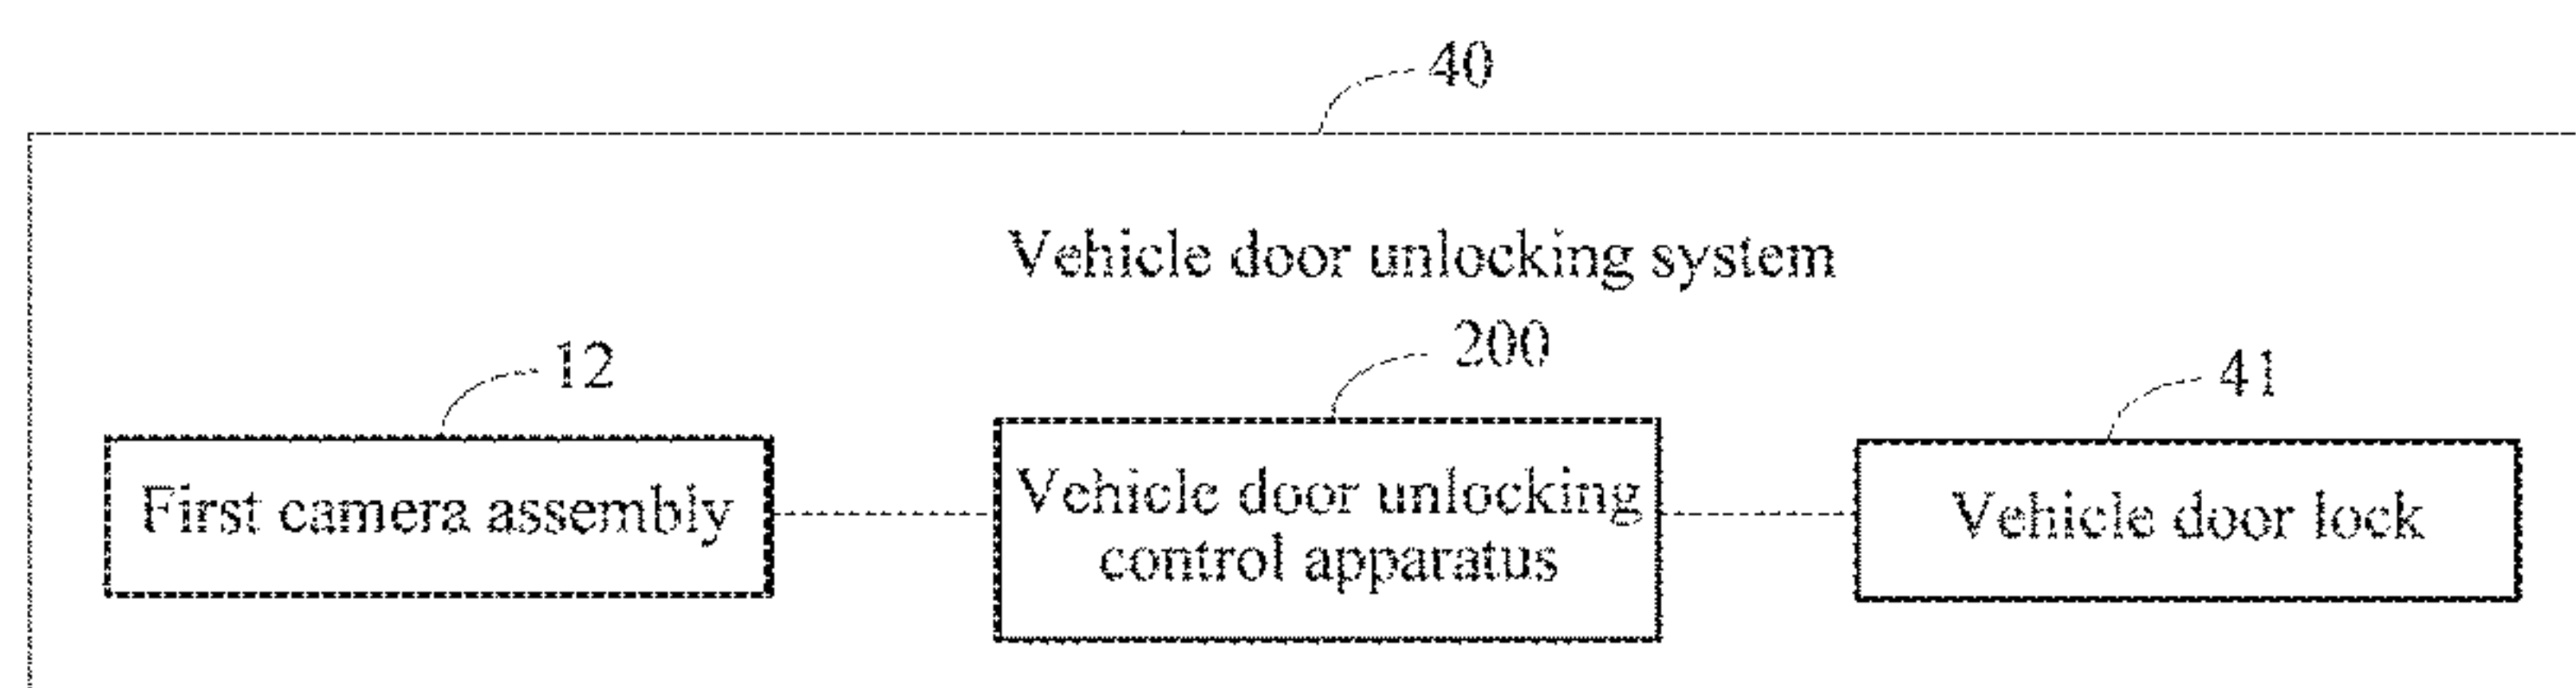 40
Vehicle door unlocking system
12
200
41
First camera assembly
Vehicle door unlocking
control apparatus
Vehicle door lock